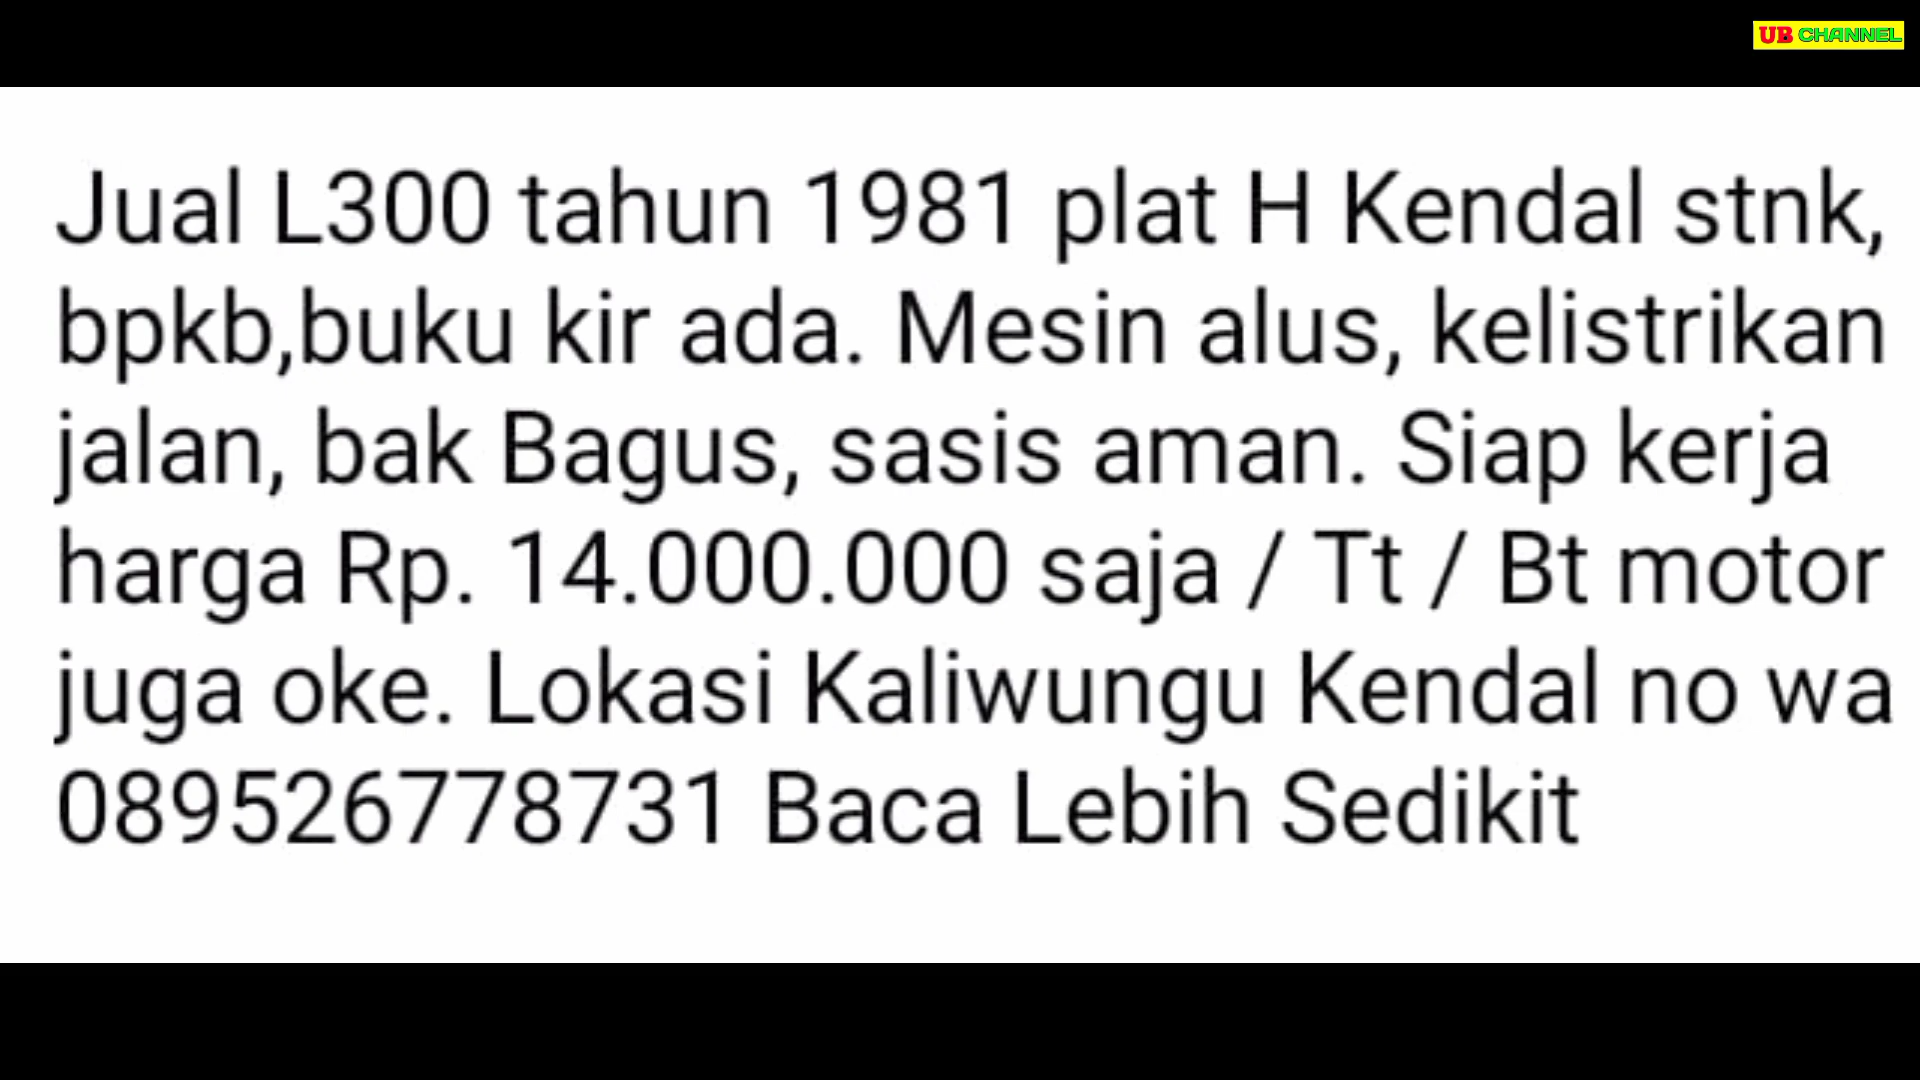 UB CHANNEL
Jual L300 tahun 1981 plat H Kendal stnk,
bpkb,buku kir ada. Mesin alus, kelistrikan
jalan, bak Bagus, sasis aman. Siap kerja
harga Rp. 14.000.000 saja / Tt / Bt motor
juga oke. Lokasi Kaliwungu Kendal no wa
089526778731 Baca Lebih Sedikit